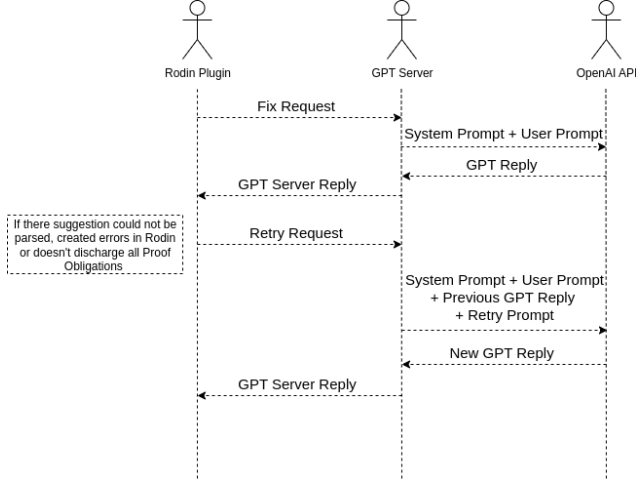 Rodin Plugin
GPT Server
OpenAI API
Fix Request
System Prompt + User Prompt
GPT Reply
GPT Server Reply
If there suggestion could not be
parsed, created errors in Rodin
or doesn't discharge all Proof
Obligations
Retry Request
System Prompt + User Prompt
+ Previous GPT Reply
+ Retry Prompt
New GPT Reply
GPT Server Reply